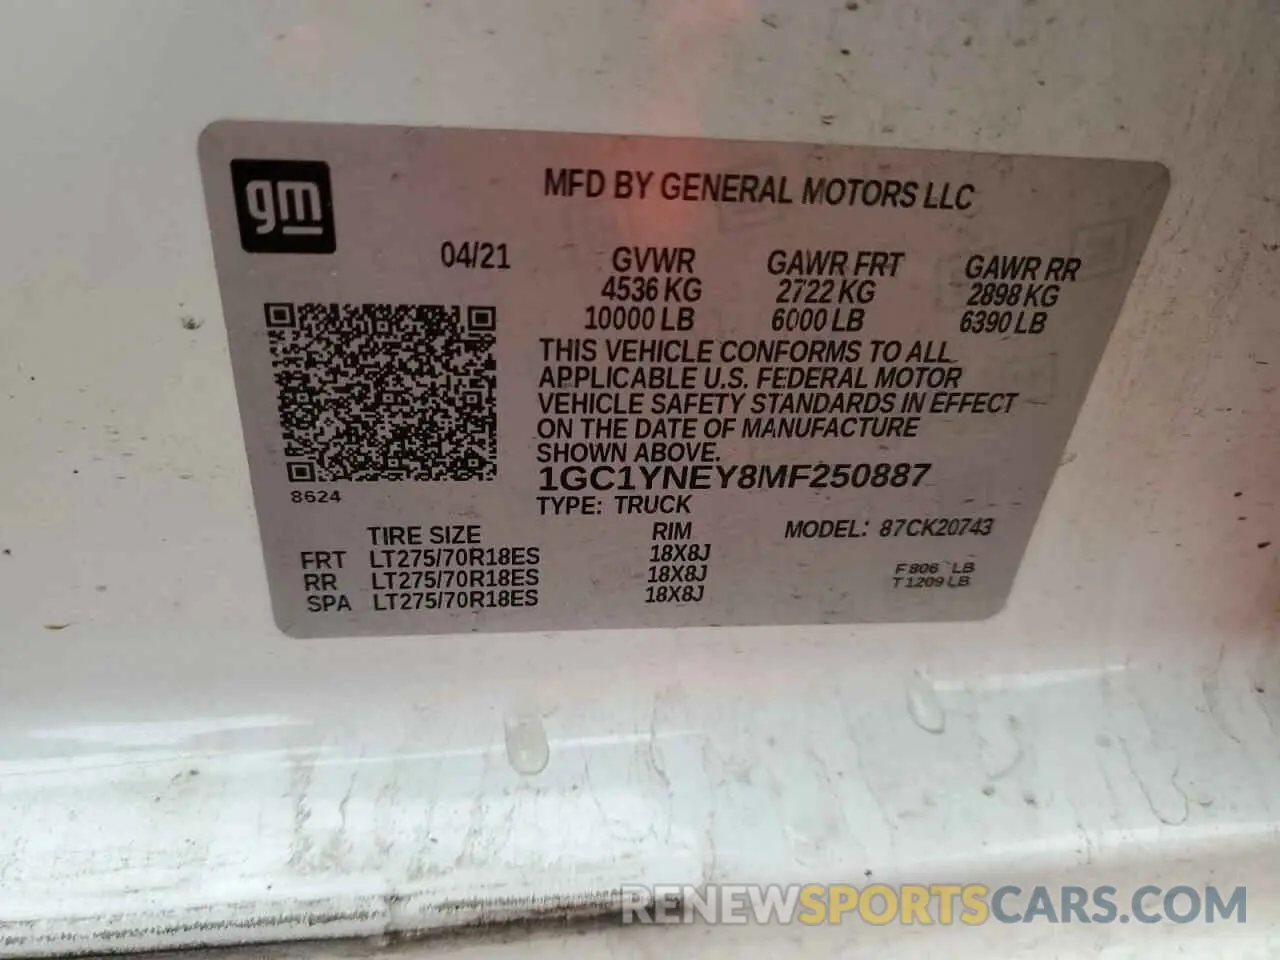 gm
MFD BY GENERAL MOTORS LLC
04/21 GVWR GAWR FRT GAWR RR
4536 KG 2722 KG 2898 KG
10000 LB 6000 LB 6390 LB
THIS VEHICLE CONFORMS TO ALL
APPLICABLE U.S. FEDERAL MOTOR
VEHICLE SAFETY STANDARDS IN EFFECT
ON THE DATE OF MANUFACTURE
SHOWN ABOVE.
1GC1YNEY8MF250887
8624
TYPE: TRUCK
TIRE SIZE RIM MODEL: 87CK20743
FRT LT275/70R18ES 18X8J
RR LT275/70R18ES 18X8J
SPA LT275/70R18ES 18X8J
F 806 LB
T 1209 LB
RENEWSPORTSCARS.COM